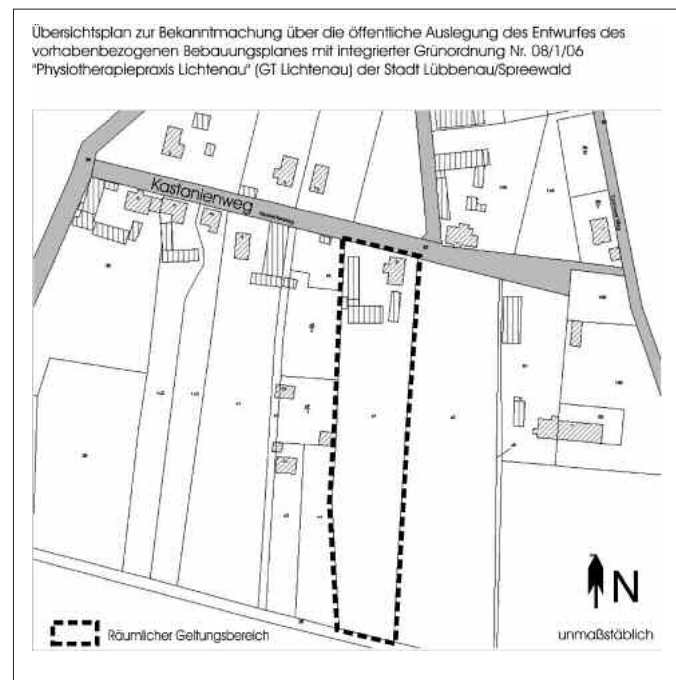 Übersichtsplan zur Bekanntmachung über die öffentliche Auslegung des Entwurfes des
vorhabenbezogenen Bebauungsplanes mit integrierter Grünordnung Nr. 08/1/06
"Physiotherapiepraxis Lichtenau" (GT Lichtenau) der Stadt Lübbenau/Spreewald
Kastanienweg
N
Räumlicher Geltungsbereich
unmaßstäblich